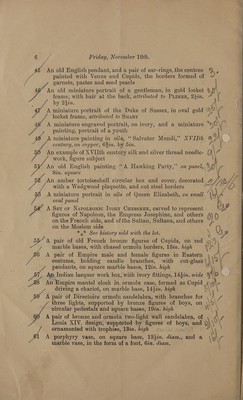 6 Friday, November 19th.
45 An old English pendant, and a pair of ear-rings, the centres
painted with Venus and Cupids, the borders formed of
garnets, pastes and seed pearls
46 An old miniature portrait of a gentleman, in gold locket
frame, with hair at the back, attributed to PLIMER, 2½in.
by 2¼in.
47 A miniature portrait of the Duke of Sussex, in oval gold
locket frame, attributed to SHART
48 A miniature engraved portrait, on ivory, and a miniature
painting, portrait of a youth
49 A miniature painting in oils, "Salvator Mundi," XVIIth
century, on copper, 6¾in. by 5in.
50 An example of XVIIth century silk and silver thread needle-
work, figure subject
51 An old English painting "A Hawking Party," on panel,
8in. square
52 An amber tortoiseshell circular box and cover, decorated
with a Wedgwood plaquette, and cut steel borders
53 A miniature portrait in oils of Queen Elizabeth, on small
oval panel
54 A SET OF NAPOLEONIC IVORY CHESSMEN, carved to represent
figures of Napoleon, the Empress Josephine, and others
on the French side, and of the Sultan, Sultana, and others
on the Moslem side
*** See history sold with the lot.
55 A pair of old French bronze figures of Cupids, on red
marble bases, with chased ormolu borders, 15in. high
56 A pair of Empire male and female figures in Eastern
costume, holding candle branches, with cut-glass
pendants, on square marble bases, 12in. high
57 An Indian lacquer work box, with ivory fittings, 14½in. wide
58 An Empire mantel clock in ormolu case, formed as Cupid
driving a chariot, on marble base, 14½in. high
59 A pair of Directoire ormolu candelabra, with branches for
three lights, supported by bronze figures of boys, on
circular pedestals and square bases, 19in. high
60 A pair of bronze and ormolu two-light wall candelabra, of
Louis XIV. design, supported by figures of boys, and
ornamented with trophies, 13in. high
61 A porphyry vase, on square base, 13½in. diam., and a
marble vase, in the form of a foot, 6in. diam.